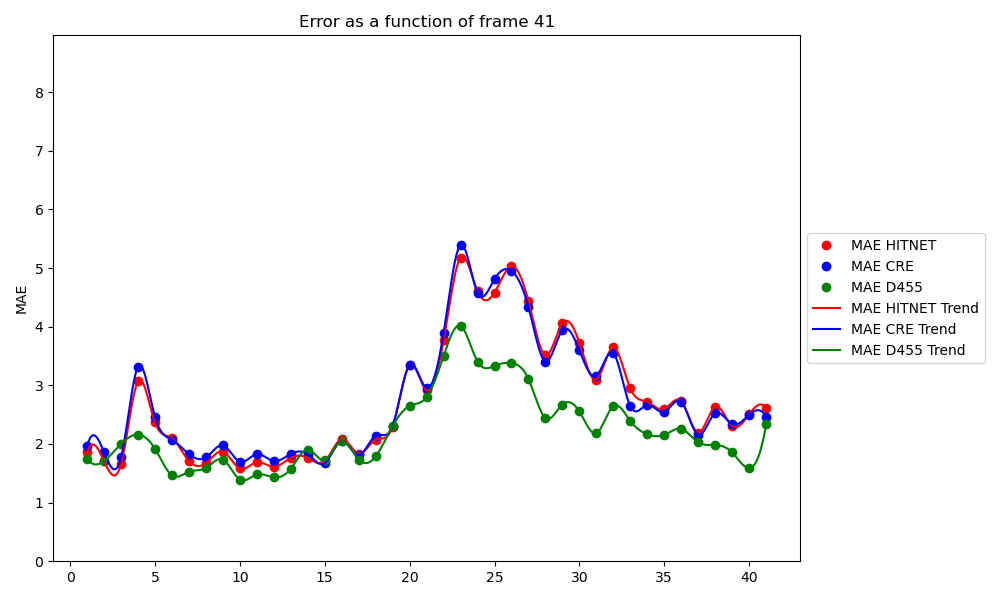 Error as a function of frame 41
MAE
8
7
6
5
4
3
2
1
0
0 5 10 15 20 25 30 35 40
MAE HITNET
MAE CRE
MAE D455
MAE HITNET Trend
MAE CRE Trend
MAE D455 Trend